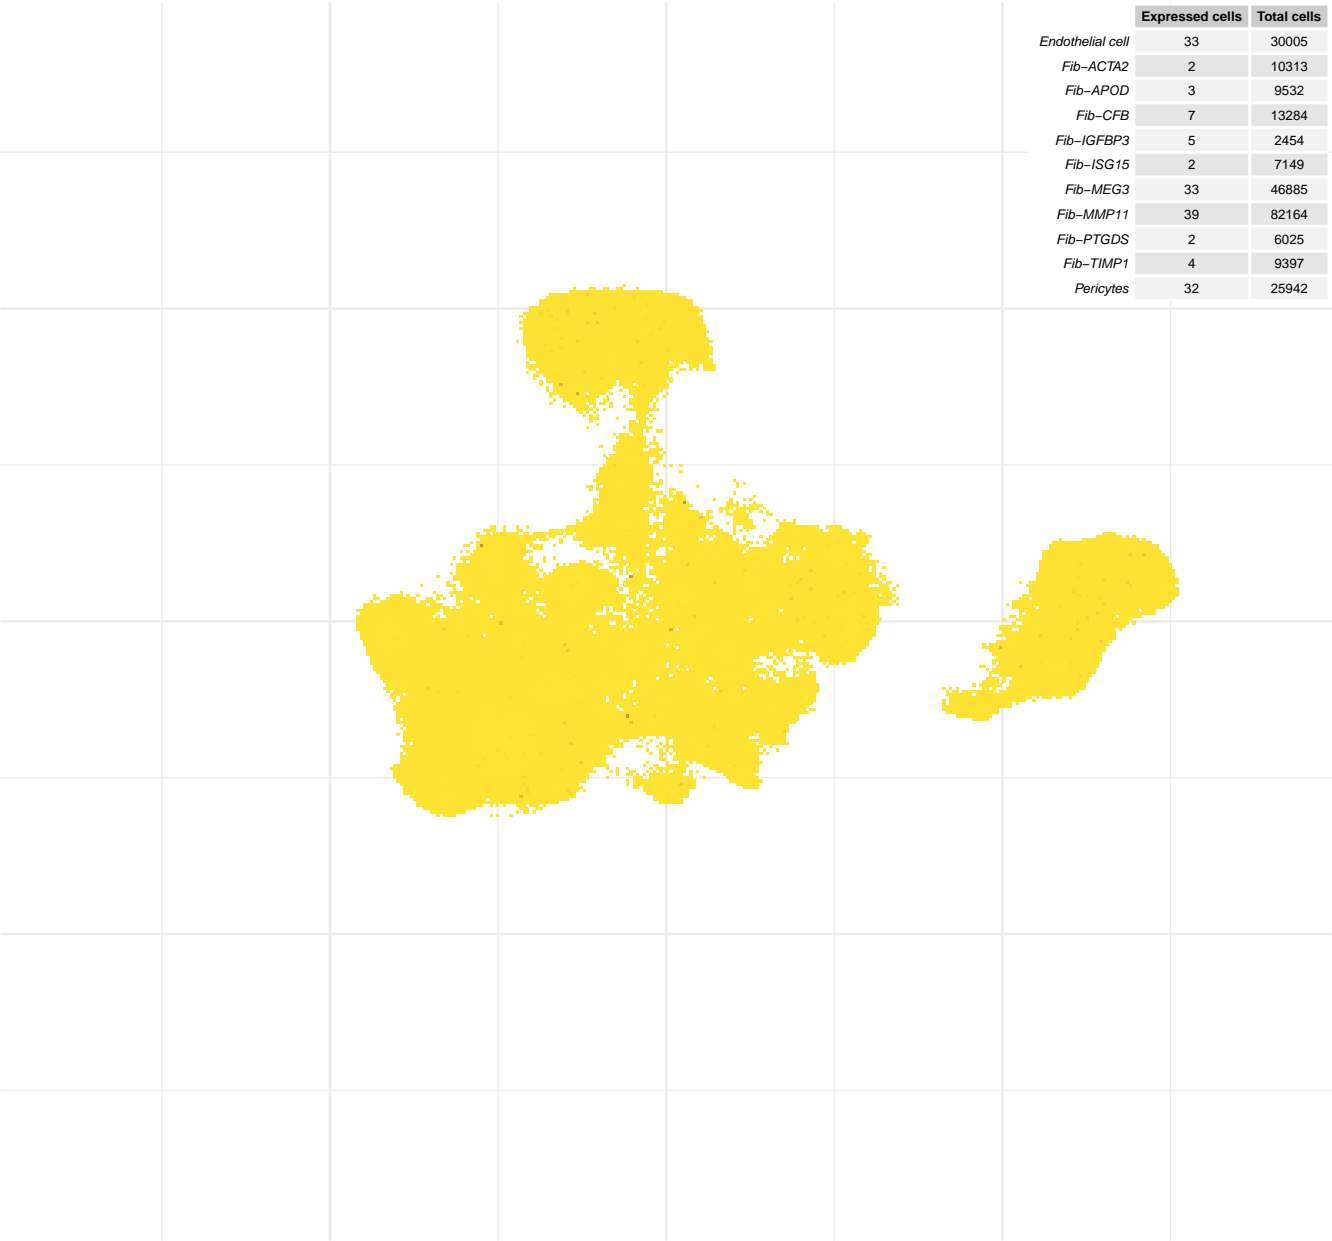 Expressed cells Total cells
Endothelial cell 33 30005
Fib−ACTA2 2 10313
Fib−APOD 3 9532
Fib−CFB 7 13284
Fib−IGFBP3 5 2454
Fib−ISG15 2 7149
Fib−MEG3 33 46885
Fib−MMP11 39 82164
Fib−PTGDS 2 6025
Fib−TIMP1 4 9397
Pericytes 32 25942